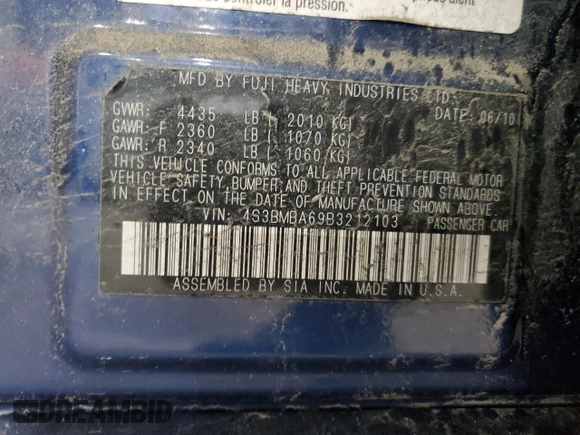 contrôler la pression.
MFD BY FUJI HEAVY INDUSTRIES LTD.
GVWR: 4435 LB ( 2010 KG) DATE: 06/10
GAWR: F 2360 LB ( 1070 KG)
GAWR: R 2340 LB ( 1060 KG)
THIS VEHICLE CONFORMS TO ALL APPLICABLE FEDERAL MOTOR
VEHICLE SAFETY, BUMPER AND THEFT PREVENTION STANDARDS
IN EFFECT ON THE DATE OF MANUFACTURE SHOWN ABOVE.
VIN: 4S3BMBA69B3212103 PASSENGER CAR
ASSEMBLED BY SIA INC. MADE IN U.S.A.
DREAMBID